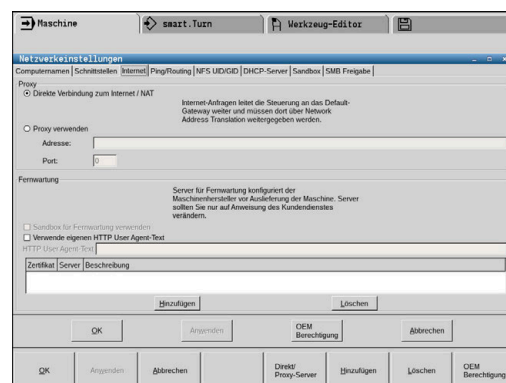 Maschine smart.Turn Werkzeug-Editor
Netzwerkeinstellungen
Computernamen Schnittstellen Internet Ping/Routing NFS UID/GID DHCP-Server Sandbox SMB Freigabe
Proxy
Direkte Verbindung zum Internet / NAT
Internet-Anfragen leitet die Steuerung an das Default-
Gateway weiter und müssen dort über Network
Address Translation weitergegeben werden.
Proxy verwenden
Adresse:
Port: 0
Fernwartung
Server für Fernwartung konfiguriert der
Maschinenhersteller vor Auslieferung der Maschine. Server
sollten Sie nur auf Anweisung des Kundendienstes
verändern.
Sandbox für Fernwartung verwenden
Verwende eigenen HTTP User Agent-Text
HTTP User Agent-Text
Zertifikat Server Beschreibung
Hinzufügen Löschen
OK Anwenden OEM Berechtigung Abbrechen
OK Anwenden Abbrechen Direkt/ Proxy-Server Hinzufügen Löschen OEM Berechtigung